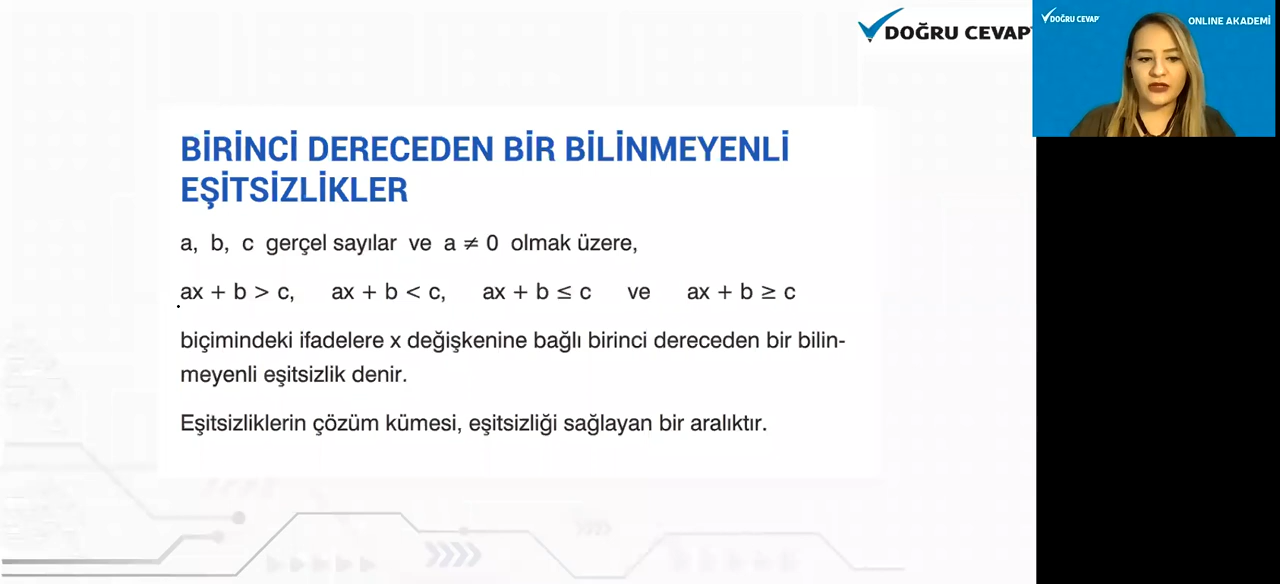 DOĞRU CEVAP
DOĞRU CEVAP
ONLINE AKADEMİ
BİRİNCİ DERECEDEN BİR BİLİNMEYENLİ
EŞİTSİZLİKLER
a, b, c gerçel sayılar ve a ≠ 0 olmak üzere,
ax + b > c, ax + b < c, ax + b ≤ c ve ax + b ≥ c
biçimindeki ifadelere x değişkenine bağlı birinci dereceden bir bilin-
meyenli eşitsizlik denir.
Eşitsizliklerin çözüm kümesi, eşitsizliği sağlayan bir aralıktır.